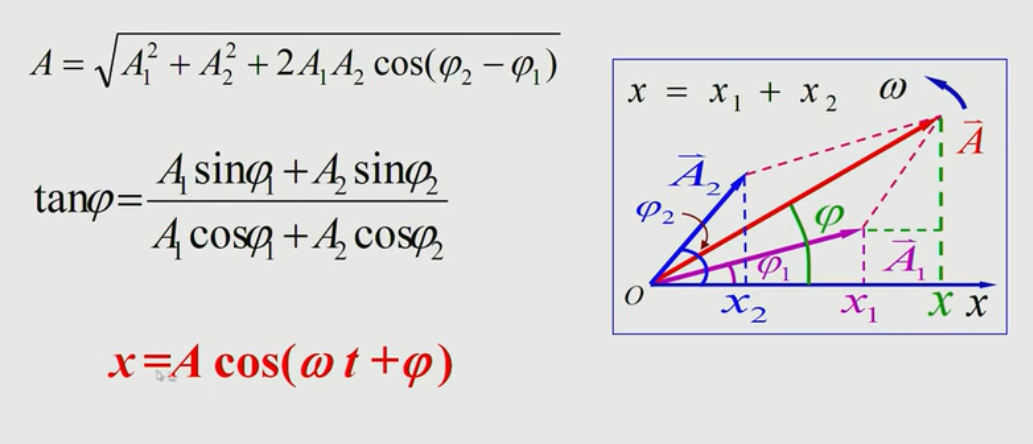 A = √(A₁² + A₂² + 2A₁A₂ cos(φ₂ − φ₁))
tanφ = (A₁ sinφ₁ + A₂ sinφ₂) / (A₁ cosφ₁ + A₂ cosφ₂)
x = A cos(ω t + φ)
x = x₁ + x₂
ω
A⃗
A⃗₂
φ₂
φ
φ₁
A⃗₁
O
x₂
x₁
x
x